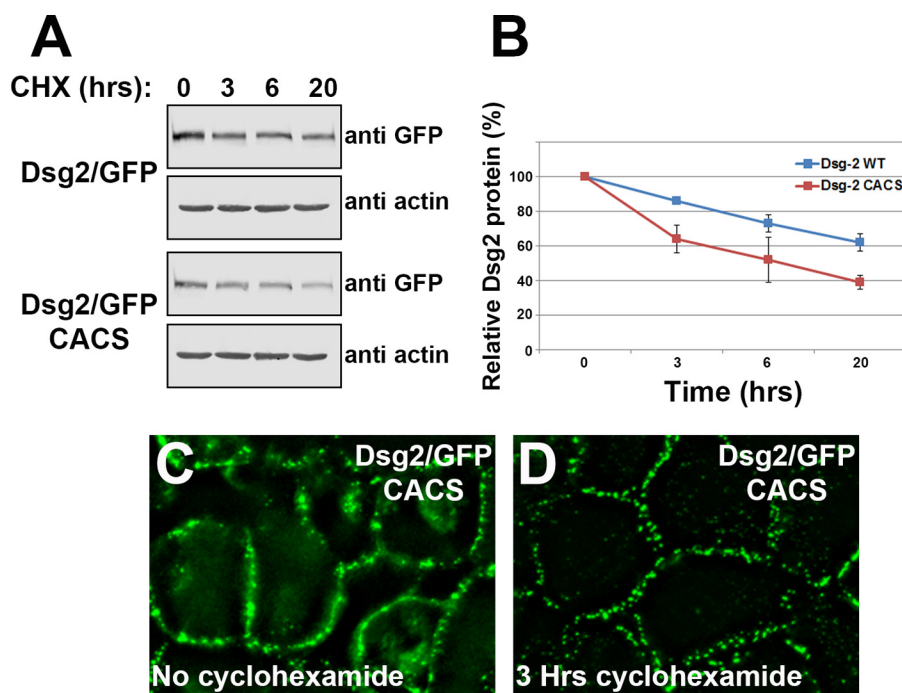 A
CHX (hrs): 0 3 6 20
Dsg2/GFP
anti GFP
anti actin
Dsg2/GFP
CACS
anti GFP
anti actin
B
Relative Dsg2 protein (%)
100
80
60
40
20
0
0 3 6 20
Time (hrs)
Dsg-2 WT
Dsg-2 CACS
C
Dsg2/GFP
CACS
No cyclohexamide
D
Dsg2/GFP
CACS
3 Hrs cyclohexamide